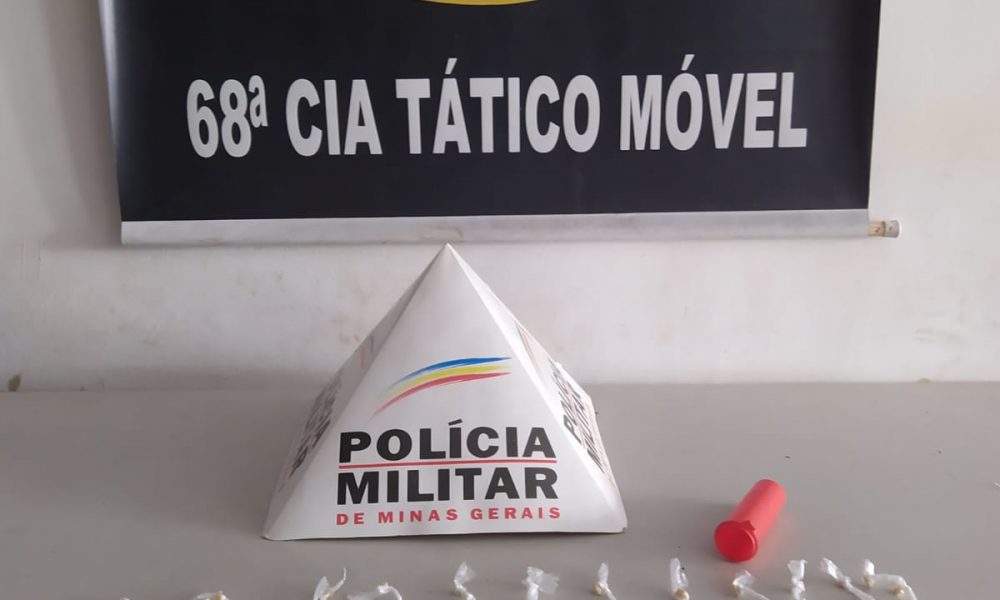 68ª CIA TÁTICO MÓVEL
POLÍCIA
MILITAR
DE MINAS GERAIS